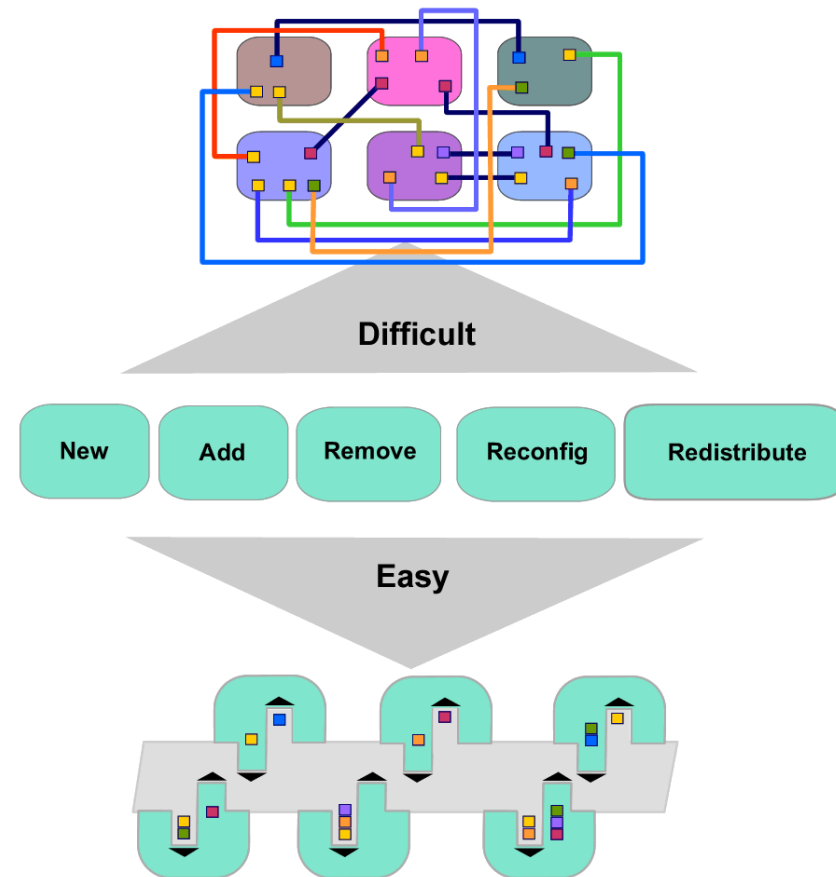 Difficult
New
Add
Remove
Reconfig
Redistribute
Easy